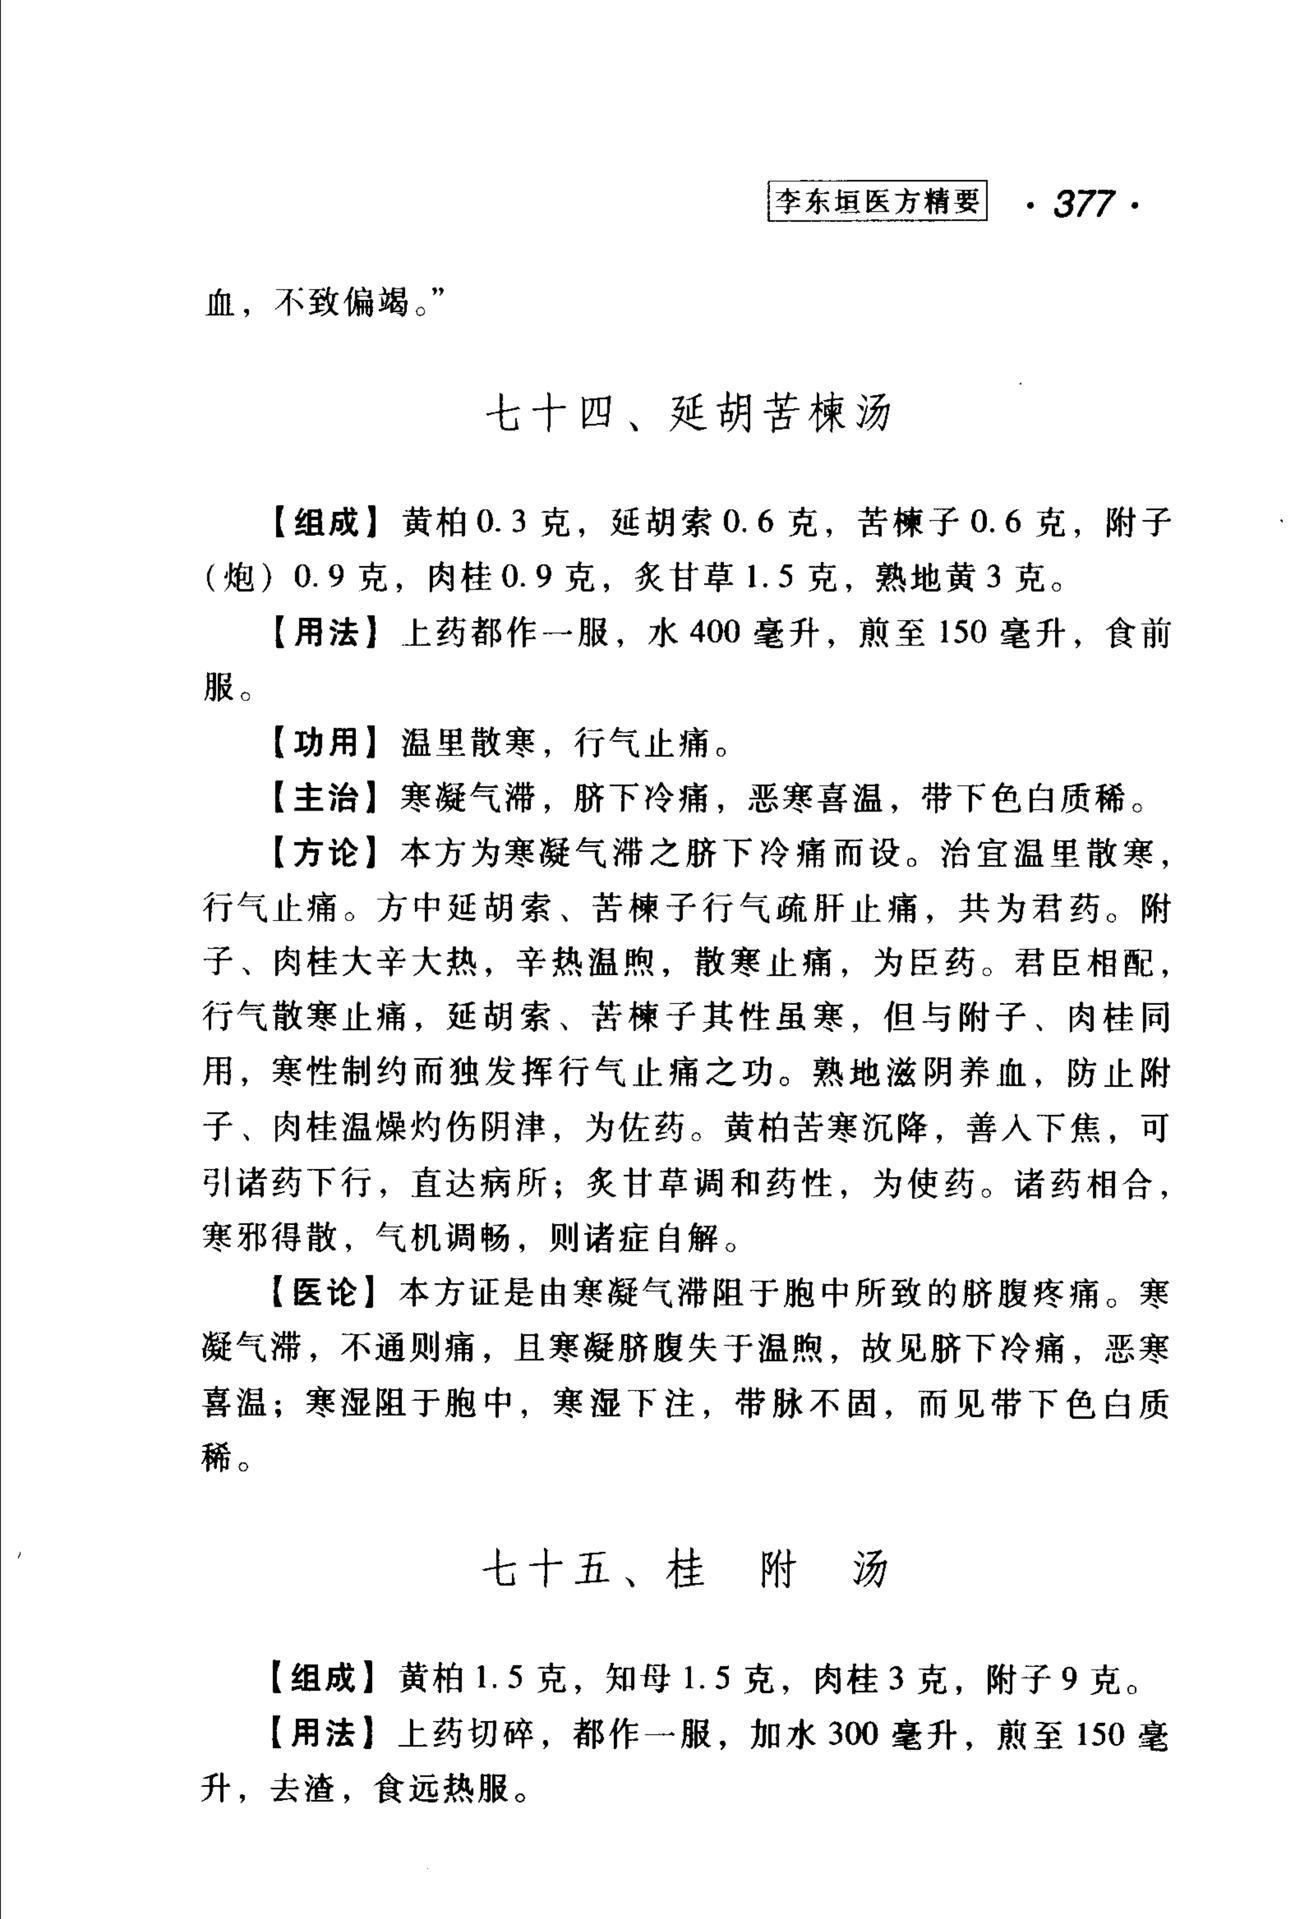 李东垣医方精要 · 377 ·
血，不致偏竭。”
七十四、延胡苦楝汤
【组成】黄柏0.3克，延胡索0.6克，苦楝子0.6克，附子
（炮）0.9克，肉桂0.9克，炙甘草1.5克，熟地黄3克。
【用法】上药都作一服，水400毫升，煎至150毫升，食前
服。
【功用】温里散寒，行气止痛。
【主治】寒凝气滞，脐下冷痛，恶寒喜温，带下色白质稀。
【方论】本方为寒凝气滞之脐下冷痛而设。治宜温里散寒，
行气止痛。方中延胡索、苦楝子行气疏肝止痛，共为君药。附
子、肉桂大辛大热，辛热温煦，散寒止痛，为臣药。君臣相配，
行气散寒止痛，延胡索、苦楝子其性虽寒，但与附子、肉桂同
用，寒性制约而独发挥行气止痛之功。熟地滋阴养血，防止附
子、肉桂温燥灼伤阴津，为佐药。黄柏苦寒沉降，善入下焦，可
引诸药下行，直达病所；炙甘草调和药性，为使药。诸药相合，
寒邪得散，气机调畅，则诸症自解。
【医论】本方证是由寒凝气滞阻于胞中所致的脐腹疼痛。寒
凝气滞，不通则痛，且寒凝脐腹失于温煦，故见脐下冷痛，恶寒
喜温；寒湿阻于胞中，寒湿下注，带脉不固，而见带下色白质
稀。
七十五、桂 附 汤
【组成】黄柏1.5克，知母1.5克，肉桂3克，附子9克。
【用法】上药切碎，都作一服，加水300毫升，煎至150毫
升，去渣，食远热服。